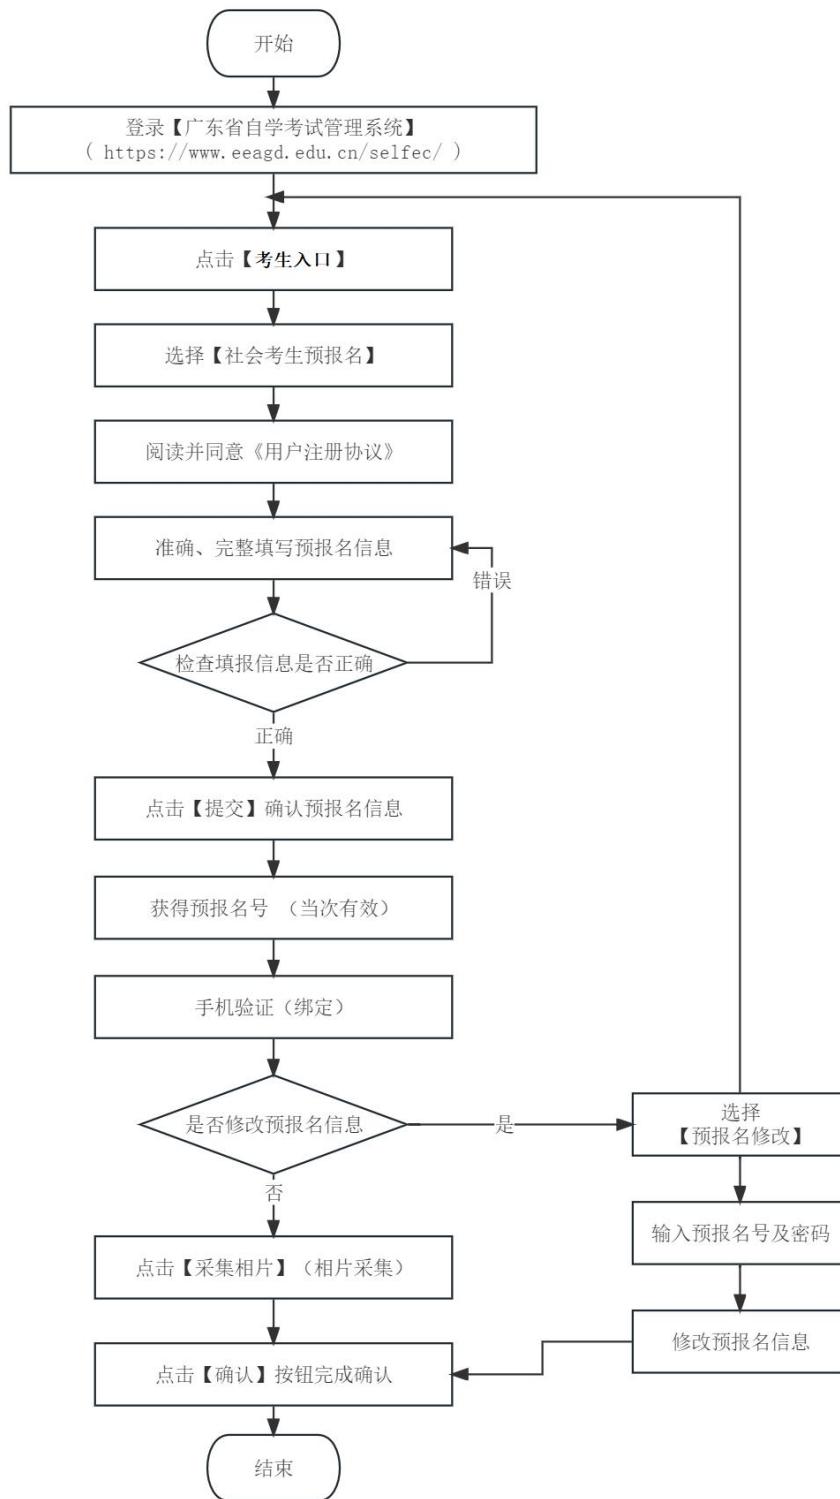 开始
登录【广东省自学考试管理系统】
( https://www.eeagd.edu.cn/selfec/ )
点击【考生入口】
选择【社会考生预报名】
阅读并同意《用户注册协议》
准确、完整填写预报名信息
错误
检查填报信息是否正确
正确
点击【提交】确认预报名信息
获得预报名号 （当次有效）
手机验证（绑定）
是否修改预报名信息
是
选择
【预报名修改】
否
输入预报名号及密码
点击【采集相片】（相片采集）
修改预报名信息
点击【确认】按钮完成确认
结束